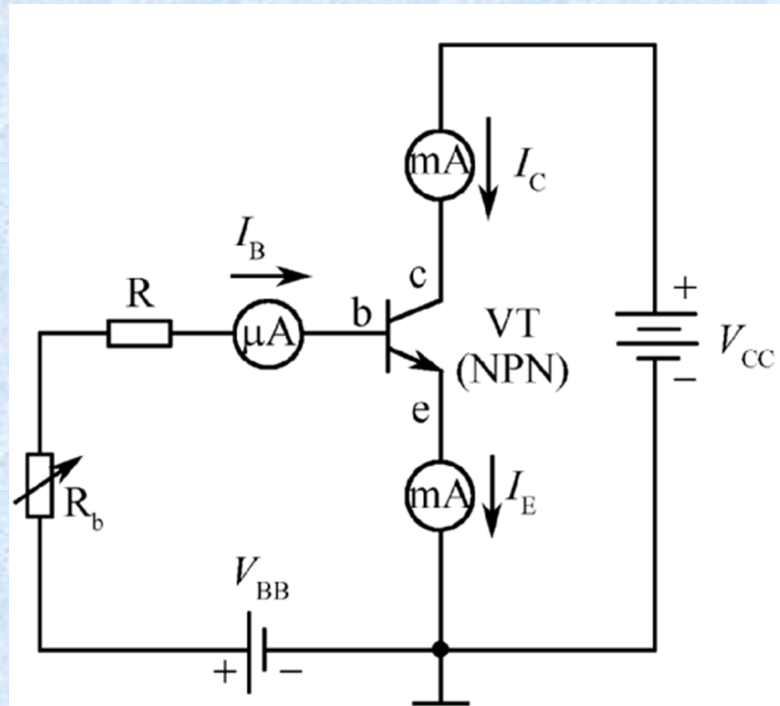 mA
I_C
I_B
c
R
b
VT
+
μA
(NPN)
V_CC
−
e
R_b
mA
I_E
V_BB
+
−